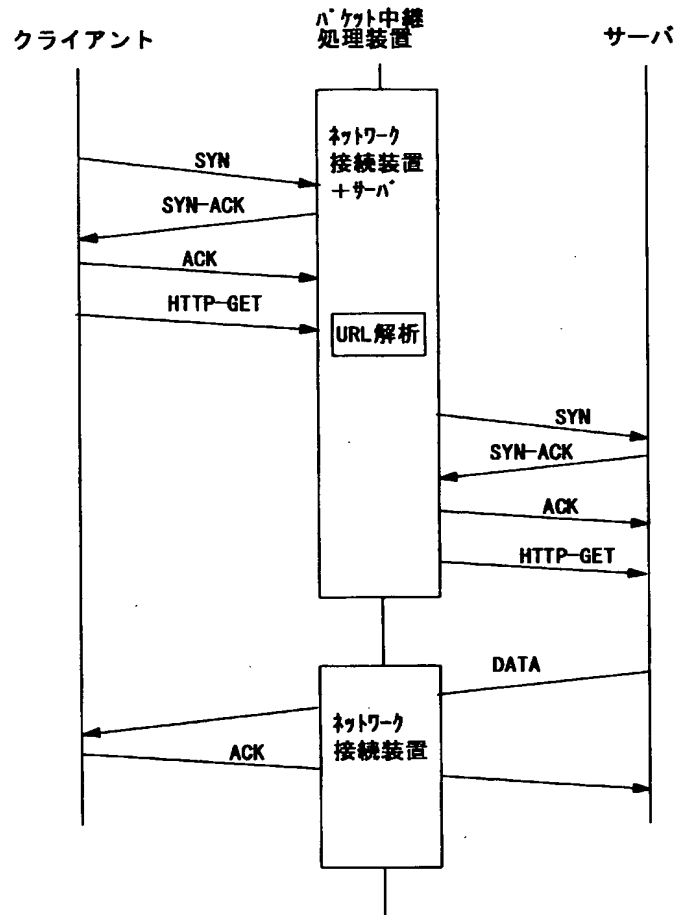 クライアント
パケット中継
処理装置
サーバ
ネットワーク
接続装置
+サーバ
SYN
SYN-ACK
ACK
HTTP-GET
URL解析
SYN
SYN-ACK
ACK
HTTP-GET
DATA
ネットワーク
接続装置
ACK